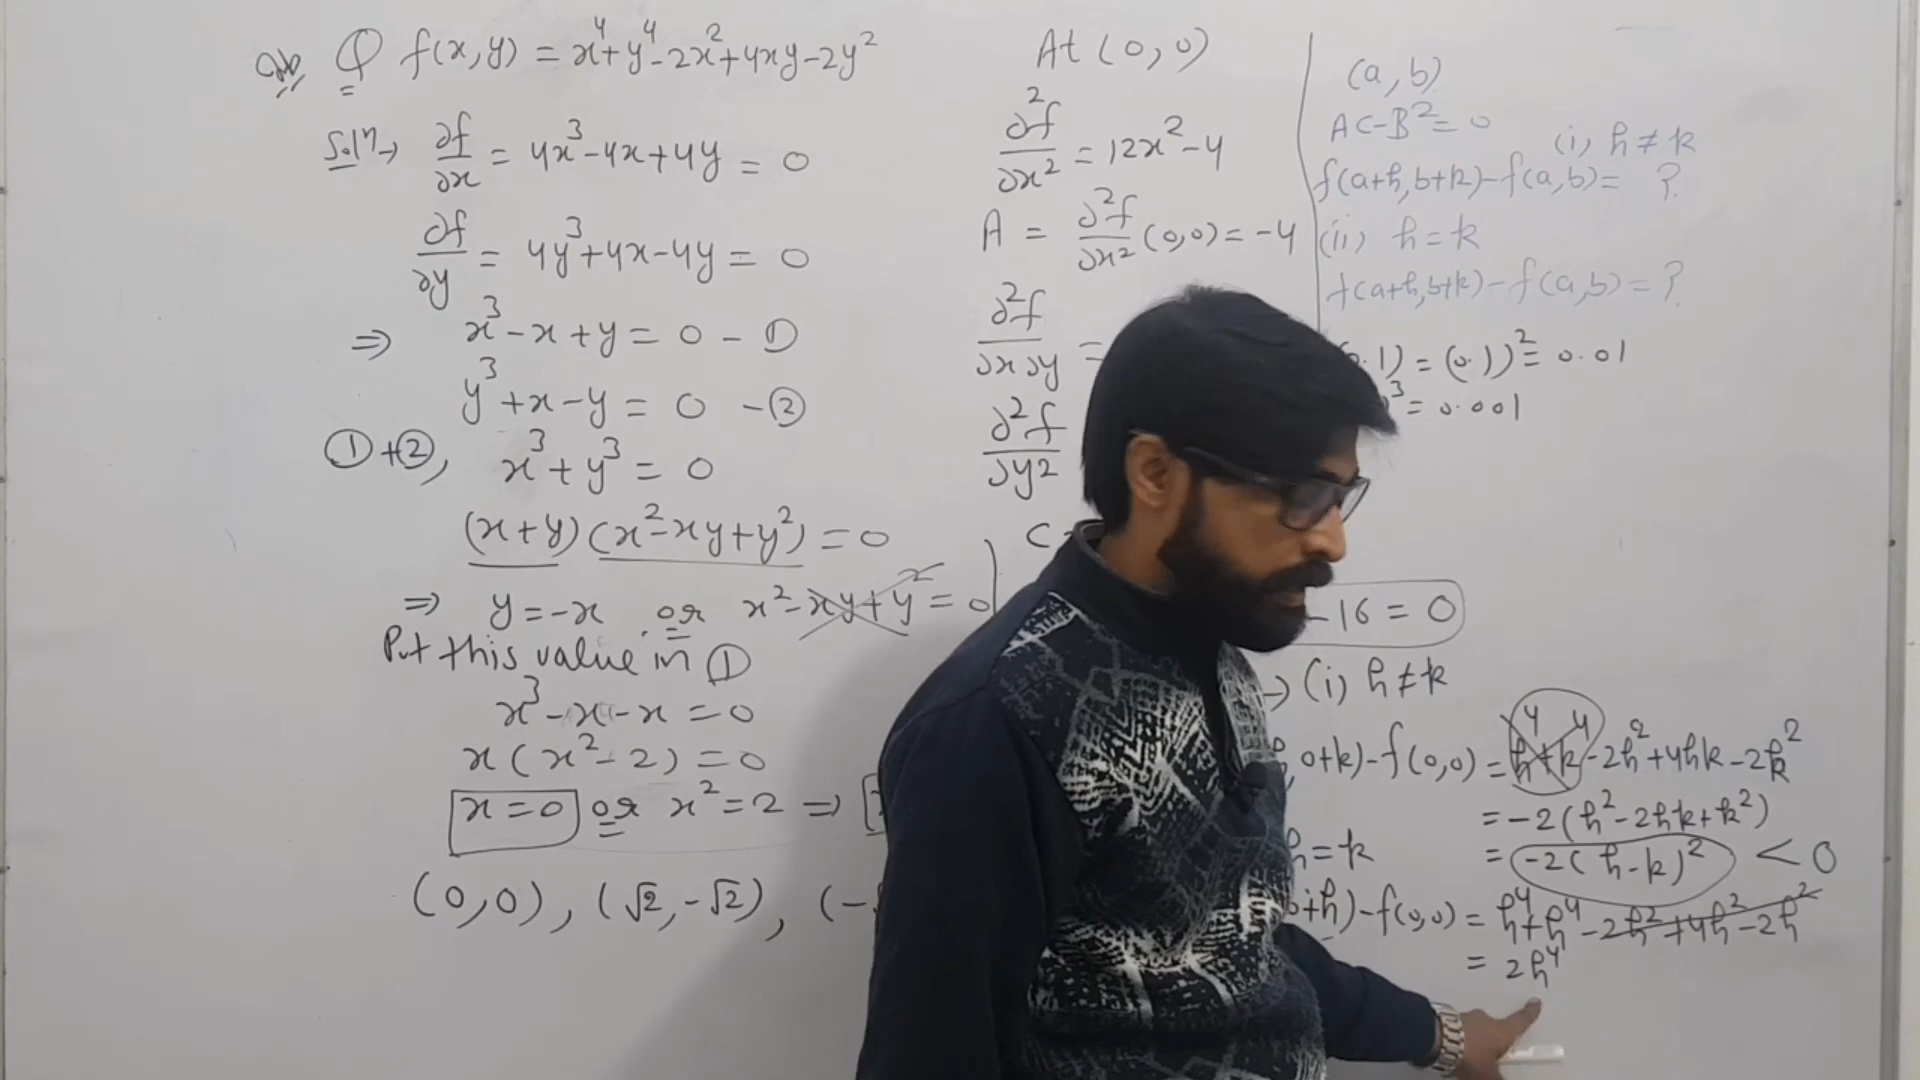 Q f(x,y) = x⁴+y⁴-2x²+4xy-2y²
Solⁿ→ ∂f/∂x = 4x³-4x+4y = 0
∂f/∂y = 4y³+4x-4y = 0
⇒ x³-x+y = 0 - ①
y³+x-y = 0 -②
①+②, x³+y³ = 0
(x+y)(x²-xy+y²) = 0
⇒ y=-x or x²-xy+y² = 0
Put this value in ①
x³-x-x = 0
x(x²-2) = 0
x=0 or x²=2 ⇒
(0,0), (√2,-√2), (-
At (0,0)
∂²f/∂x² = 12x²-4
A = ∂²f/∂x² (0,0) = -4
∂²f/∂x∂y =
∂²f/∂y²
C
-16 = 0
(a,b)
AC-B² = 0
(i) h≠k
f(a+h,b+k)-f(a,b) = ?
(ii) h=k
f(a+h,b+k)-f(a,b) = ?
.1) = (0.1)² = 0.01
³ = 0.001
→ (i) h≠k
,0+k)-f(0,0) = h⁴+k⁴-2h²+4hk-2k²
= -2(h²-2hk+k²)
= -2(h-k)² < 0
h=k
+h)-f(0,0) = h⁴+h⁴-2h²+4h²-2h²
= 2h⁴